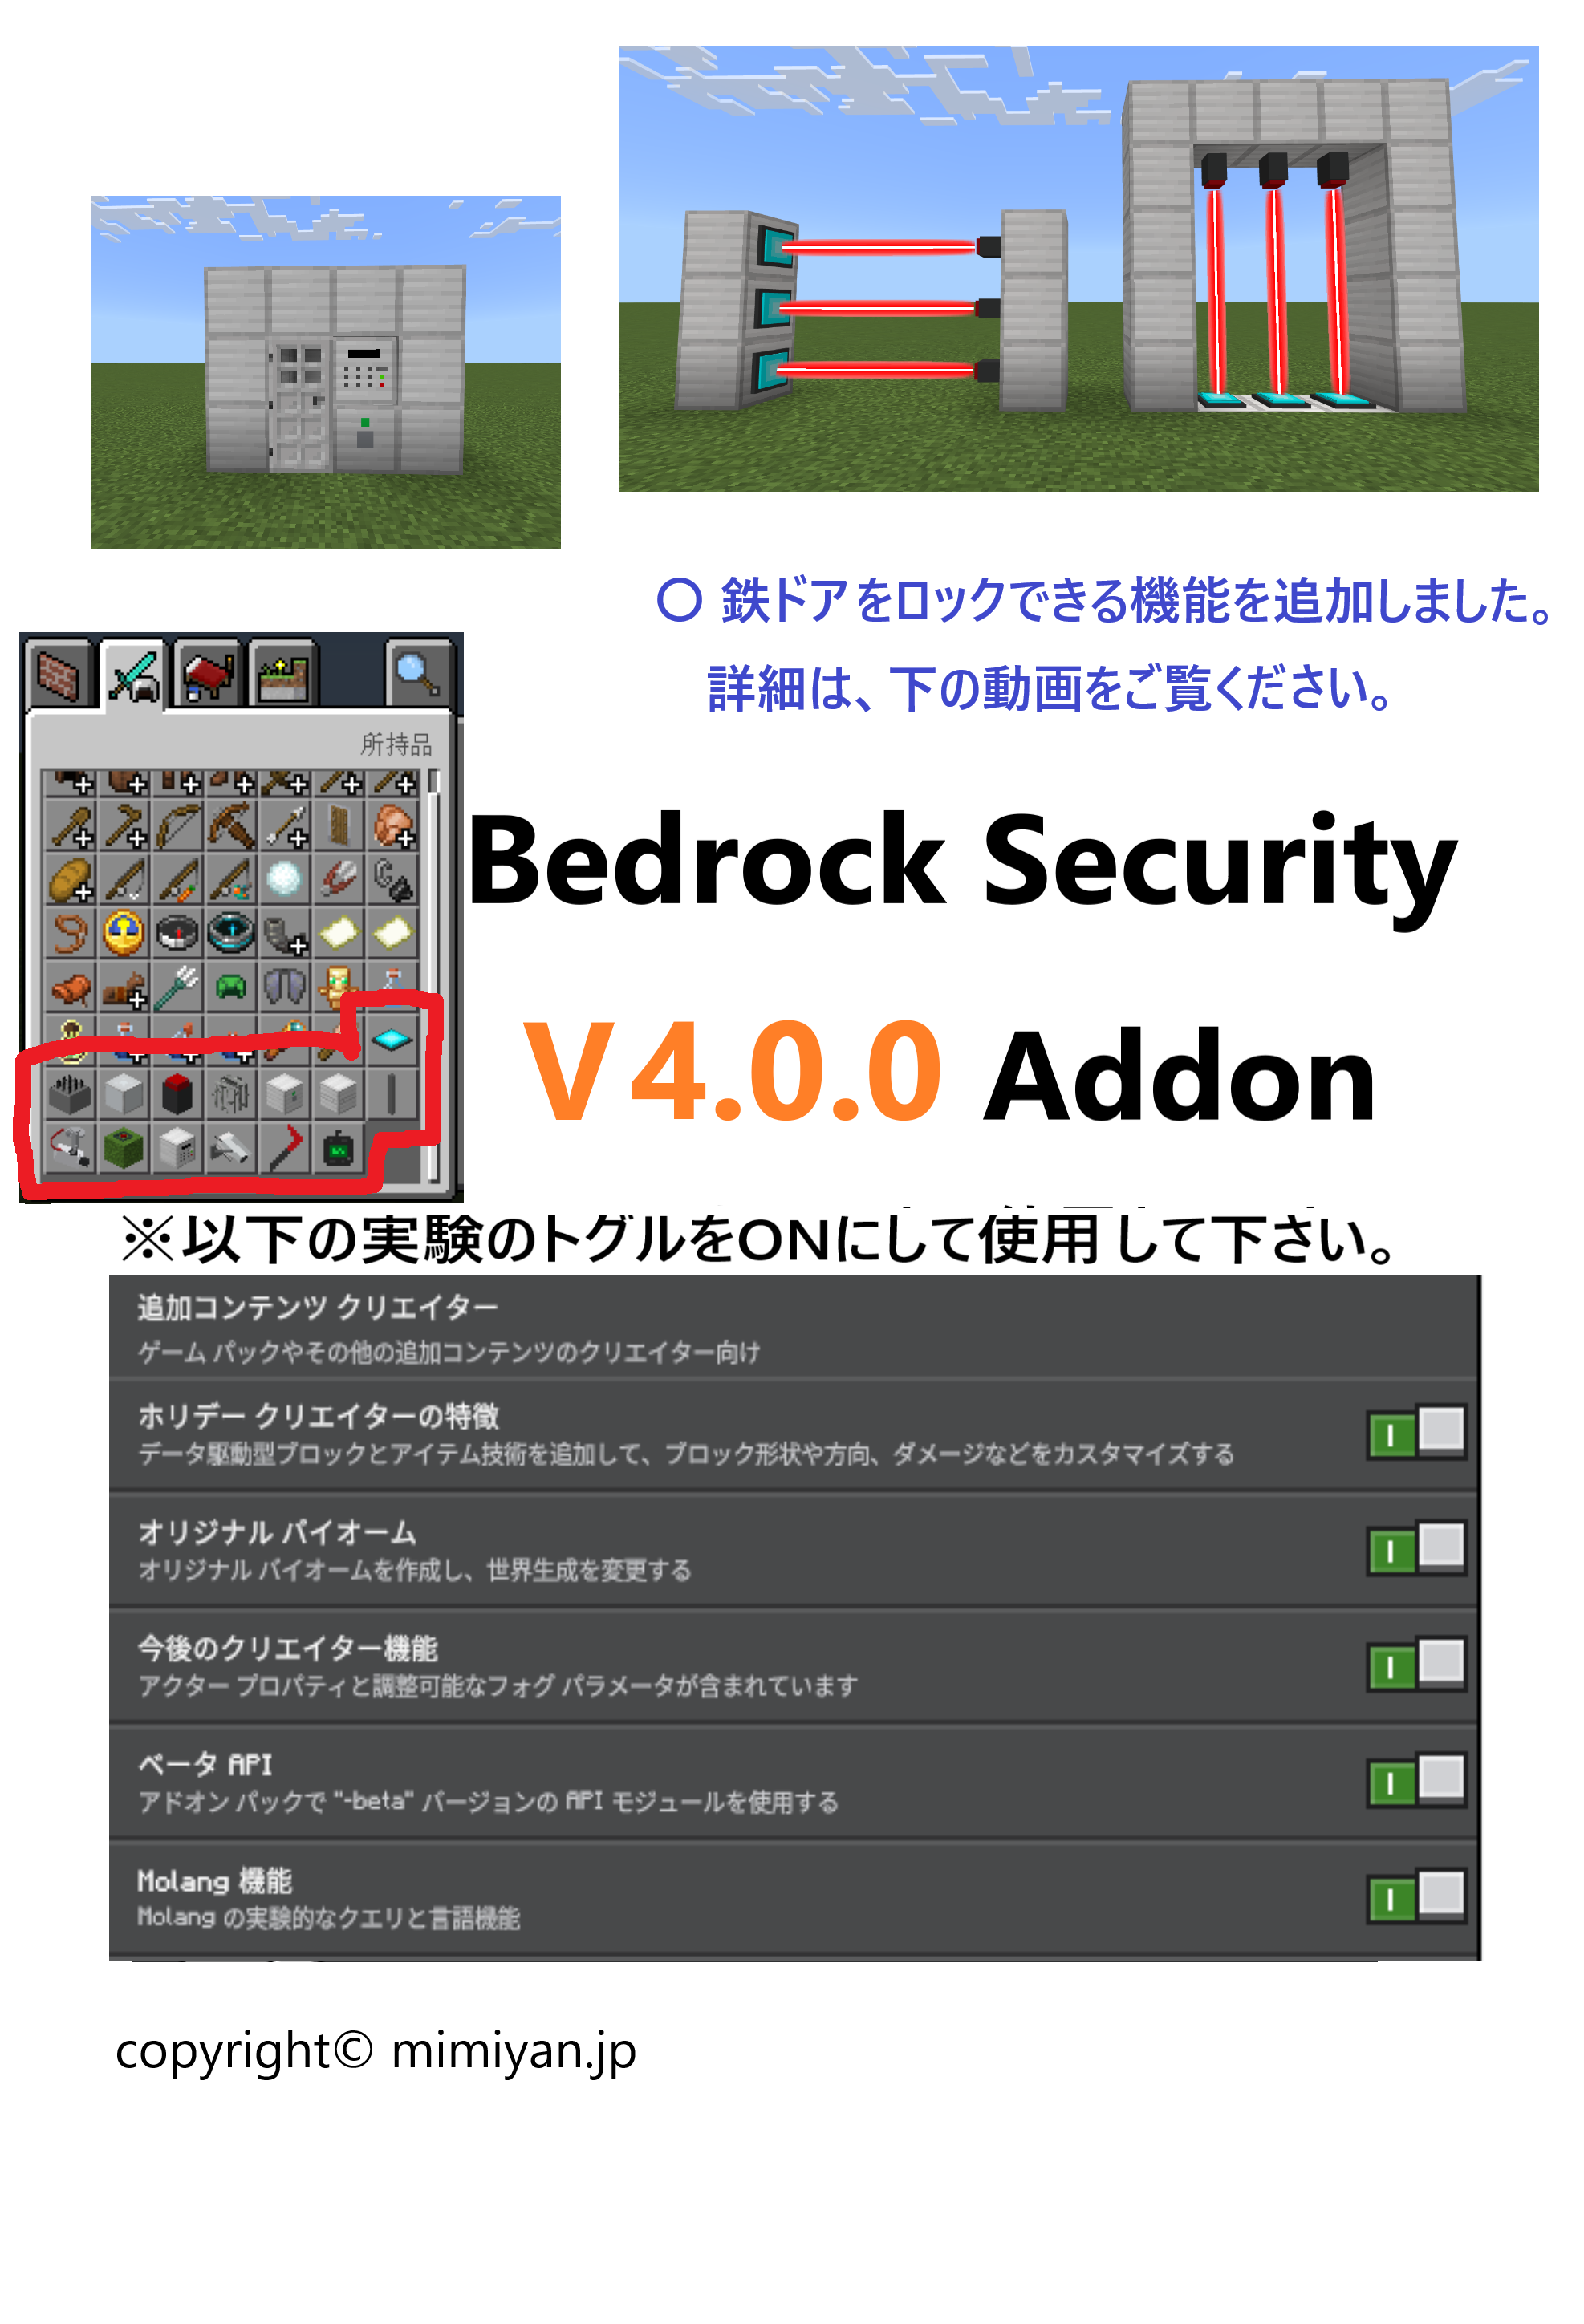 〇 鉄ドアをロックできる機能を追加しました。
詳細は、下の動画をご覧ください。
所持品
Bedrock Security
V4.0.0 Addon
※以下の実験のトグルをONにして使用して下さい。
追加コンテンツ クリエイター
ゲーム パックやその他の追加コンテンツのクリエイター向け
ホリデー クリエイターの特徴
データ駆動型ブロックとアイテム技術を追加して、ブロック形状や方向、ダメージなどをカスタマイズする
オリジナル バイオーム
オリジナル バイオームを作成し、世界生成を変更する
今後のクリエイター機能
アクター プロパティと調整可能なフォグ パラメータが含まれています
ベータ API
アドオン パックで "-beta" バージョンの API モジュールを使用する
Molang 機能
Molang の実験的なクエリと言語機能
copyright© mimiyan.jp